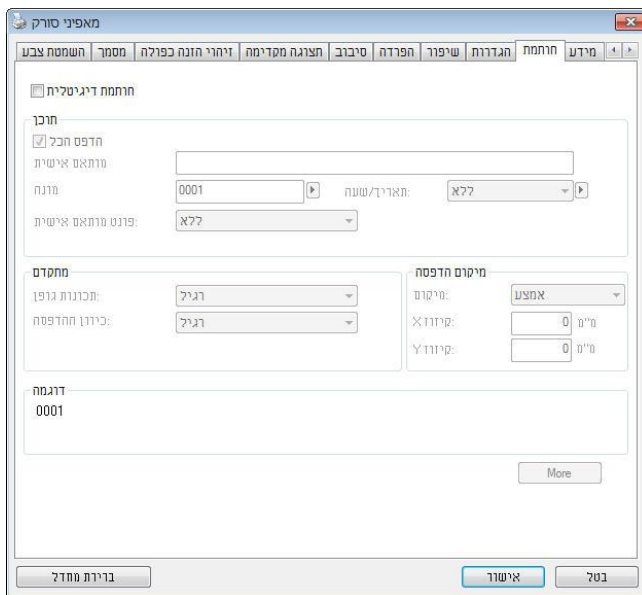 מאפיני סורק
השמטת צבע מסמך זיהוי הזנה כפולה תצוגה מקדימה סיבוב הפרדה שיפור הגדרות חותמת מידע
חותמת דיגיטלית
תוכן
הדפס הכל
מותאם אישית
מונה 0001 תאריך/שעה: ללא
פונט מותאם אישית: ללא
מתקדם
תכונות גופן: רגיל
כיוון ההדפסה: רגיל
מיקום הדפסה
מיקום: אמצע
קיזוז X: 0 מ"מ
קיזוז Y: 0 מ"מ
דוגמה
0001
More
ברירת מחדל אישור בטל